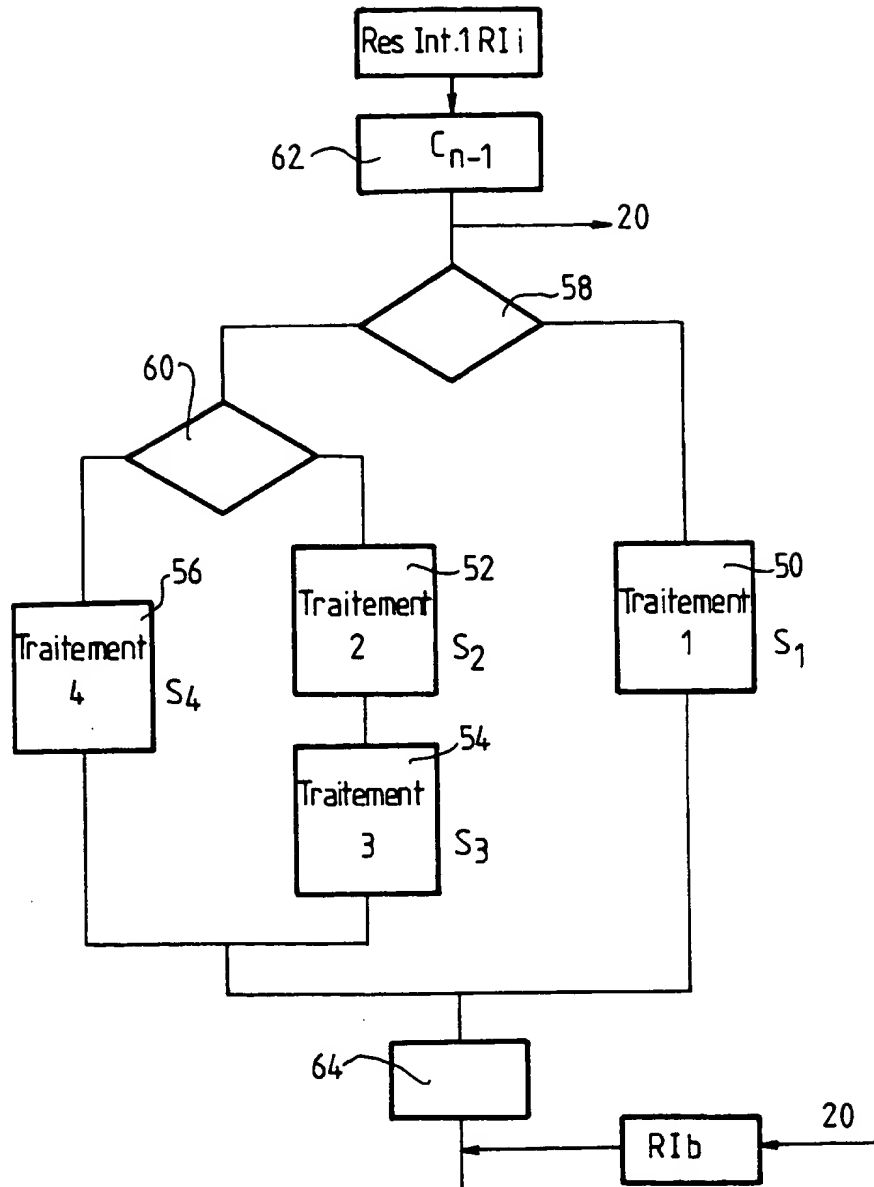 Res Int.1 RI i
62
Cn-1
20
58
60
56
52
50
Traitement
4
S4
Traitement
2
S2
Traitement
1
S1
54
Traitement
3
S3
64
20
RI b